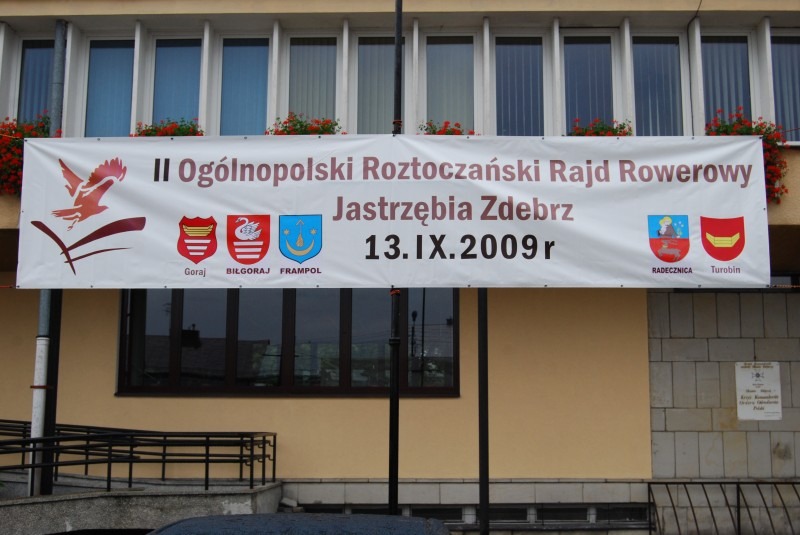 II Ogólnopolski Roztoczański Rajd Rowerowy
Jastrzębia Zdebrz
13.IX.2009r
Goraj
BIŁGORAJ
FRAMPOL
RADECZNICA
Turobin